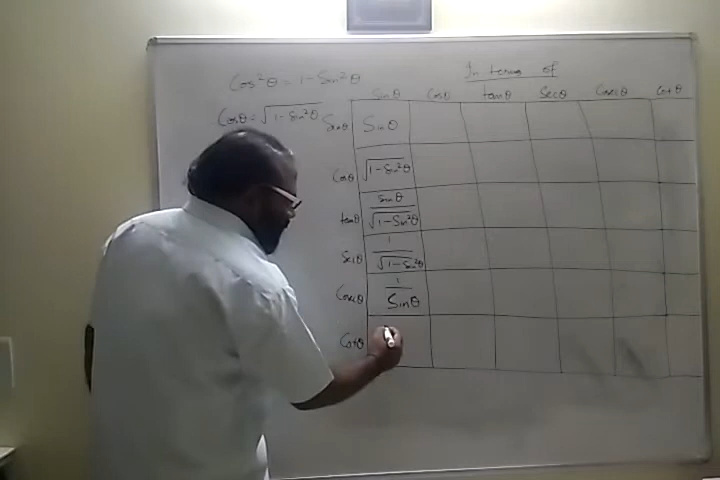 Cos²θ = 1 - Sin²θ
In terms of
Sinθ Cosθ tanθ Secθ Cosecθ Cotθ
Cosθ = √1 - Sin²θ
Sinθ Sinθ
Cosθ √1 - Sin²θ
tanθ Sinθ / √1 - Sin²θ
Secθ 1 / √1 - Sin²θ
Cosecθ 1 / Sinθ
Cotθ